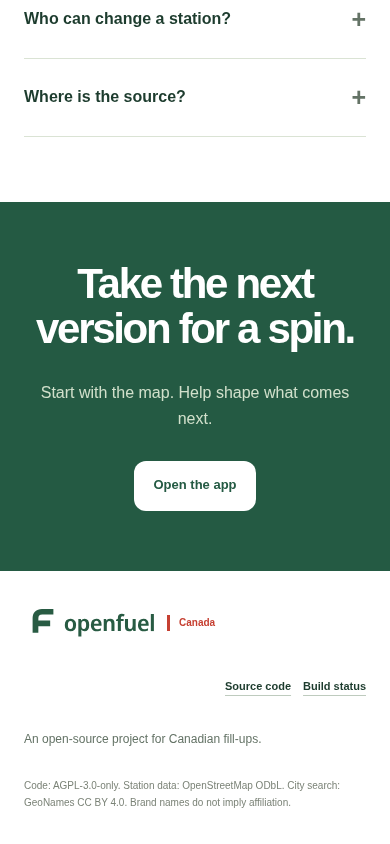 Who can change a station? +
Where is the source? +
Take the next
version for a spin.
Start with the map. Help shape what comes
next.
Open the app
openfuel | Canada
Source code Build status
An open-source project for Canadian fill-ups.
Code: AGPL-3.0-only. Station data: OpenStreetMap ODbL. City search:
GeoNames CC BY 4.0. Brand names do not imply affiliation.